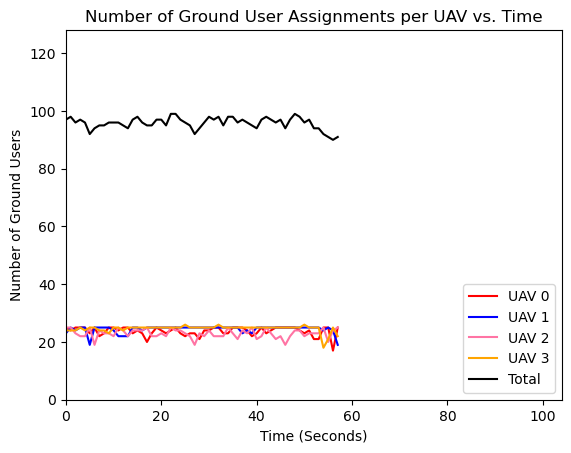 Number of Ground User Assignments per UAV vs. Time
Number of Ground Users
120
100
80
60
40
20
0
0 20 40 60 80 100
Time (Seconds)
UAV 0
UAV 1
UAV 2
UAV 3
Total